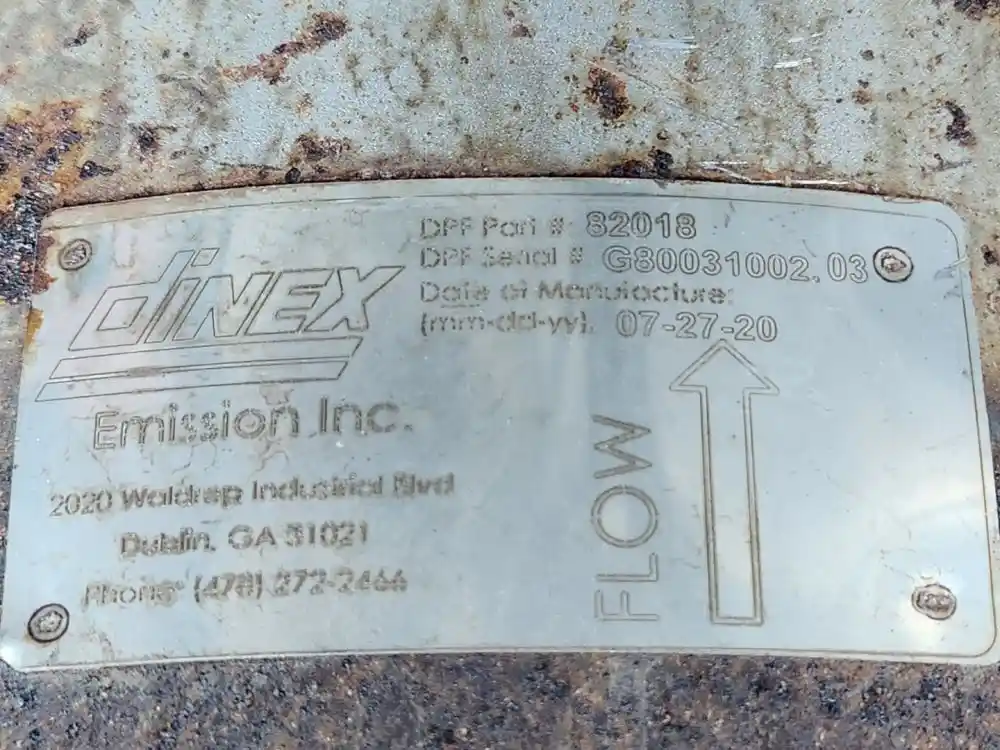 DPF Part #: 82018
DPF Serial #: G80031002.03
Date of Manufacture:
(mm-dd-yy): 07-27-20
DINEX
Emission Inc.
2020 Waldrep Industrial Blvd
Dublin, GA 31021
Phone: (478) 272-2466
FLOW